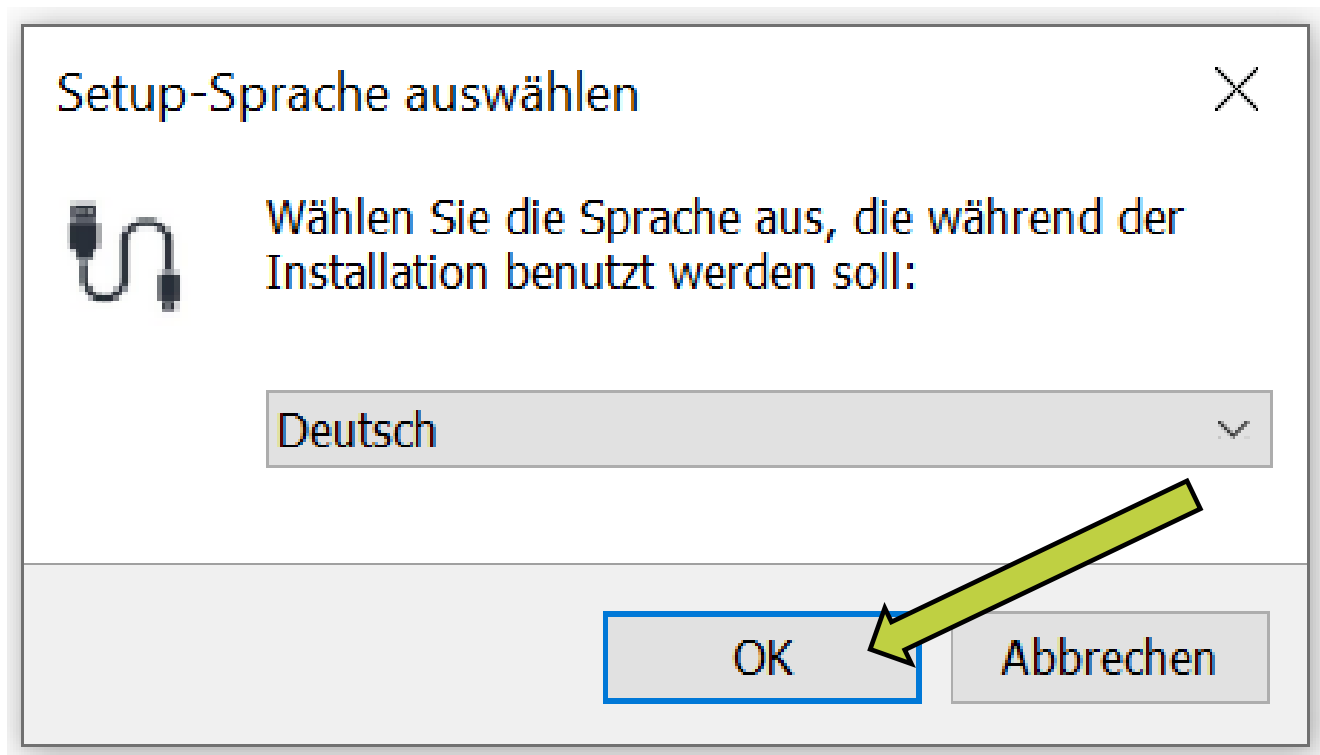 Setup-Sprache auswählen
Wählen Sie die Sprache aus, die während der
Installation benutzt werden soll:
Deutsch
OK
Abbrechen